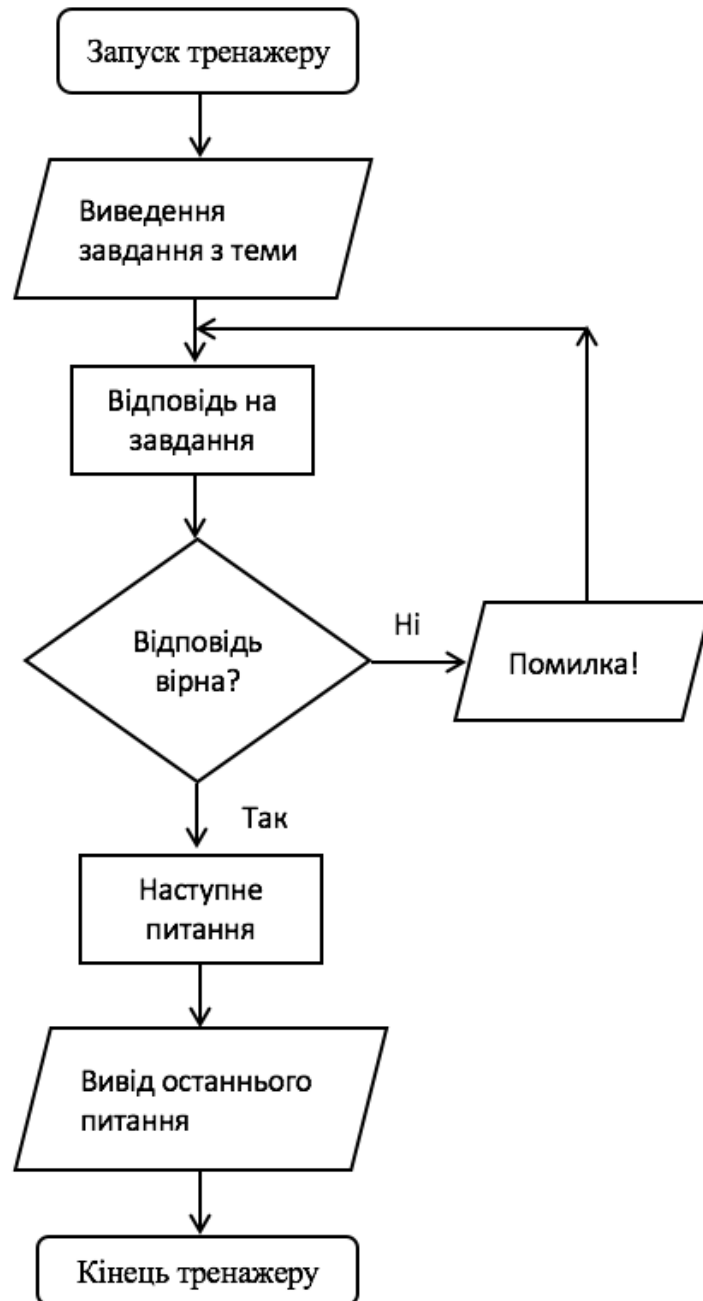 Запуск тренажеру
Виведення
завдання з теми
Відповідь на
завдання
Відповідь
вірна?
Ні
Помилка!
Так
Наступне
питання
Вивід останнього
питання
Кінець тренажеру